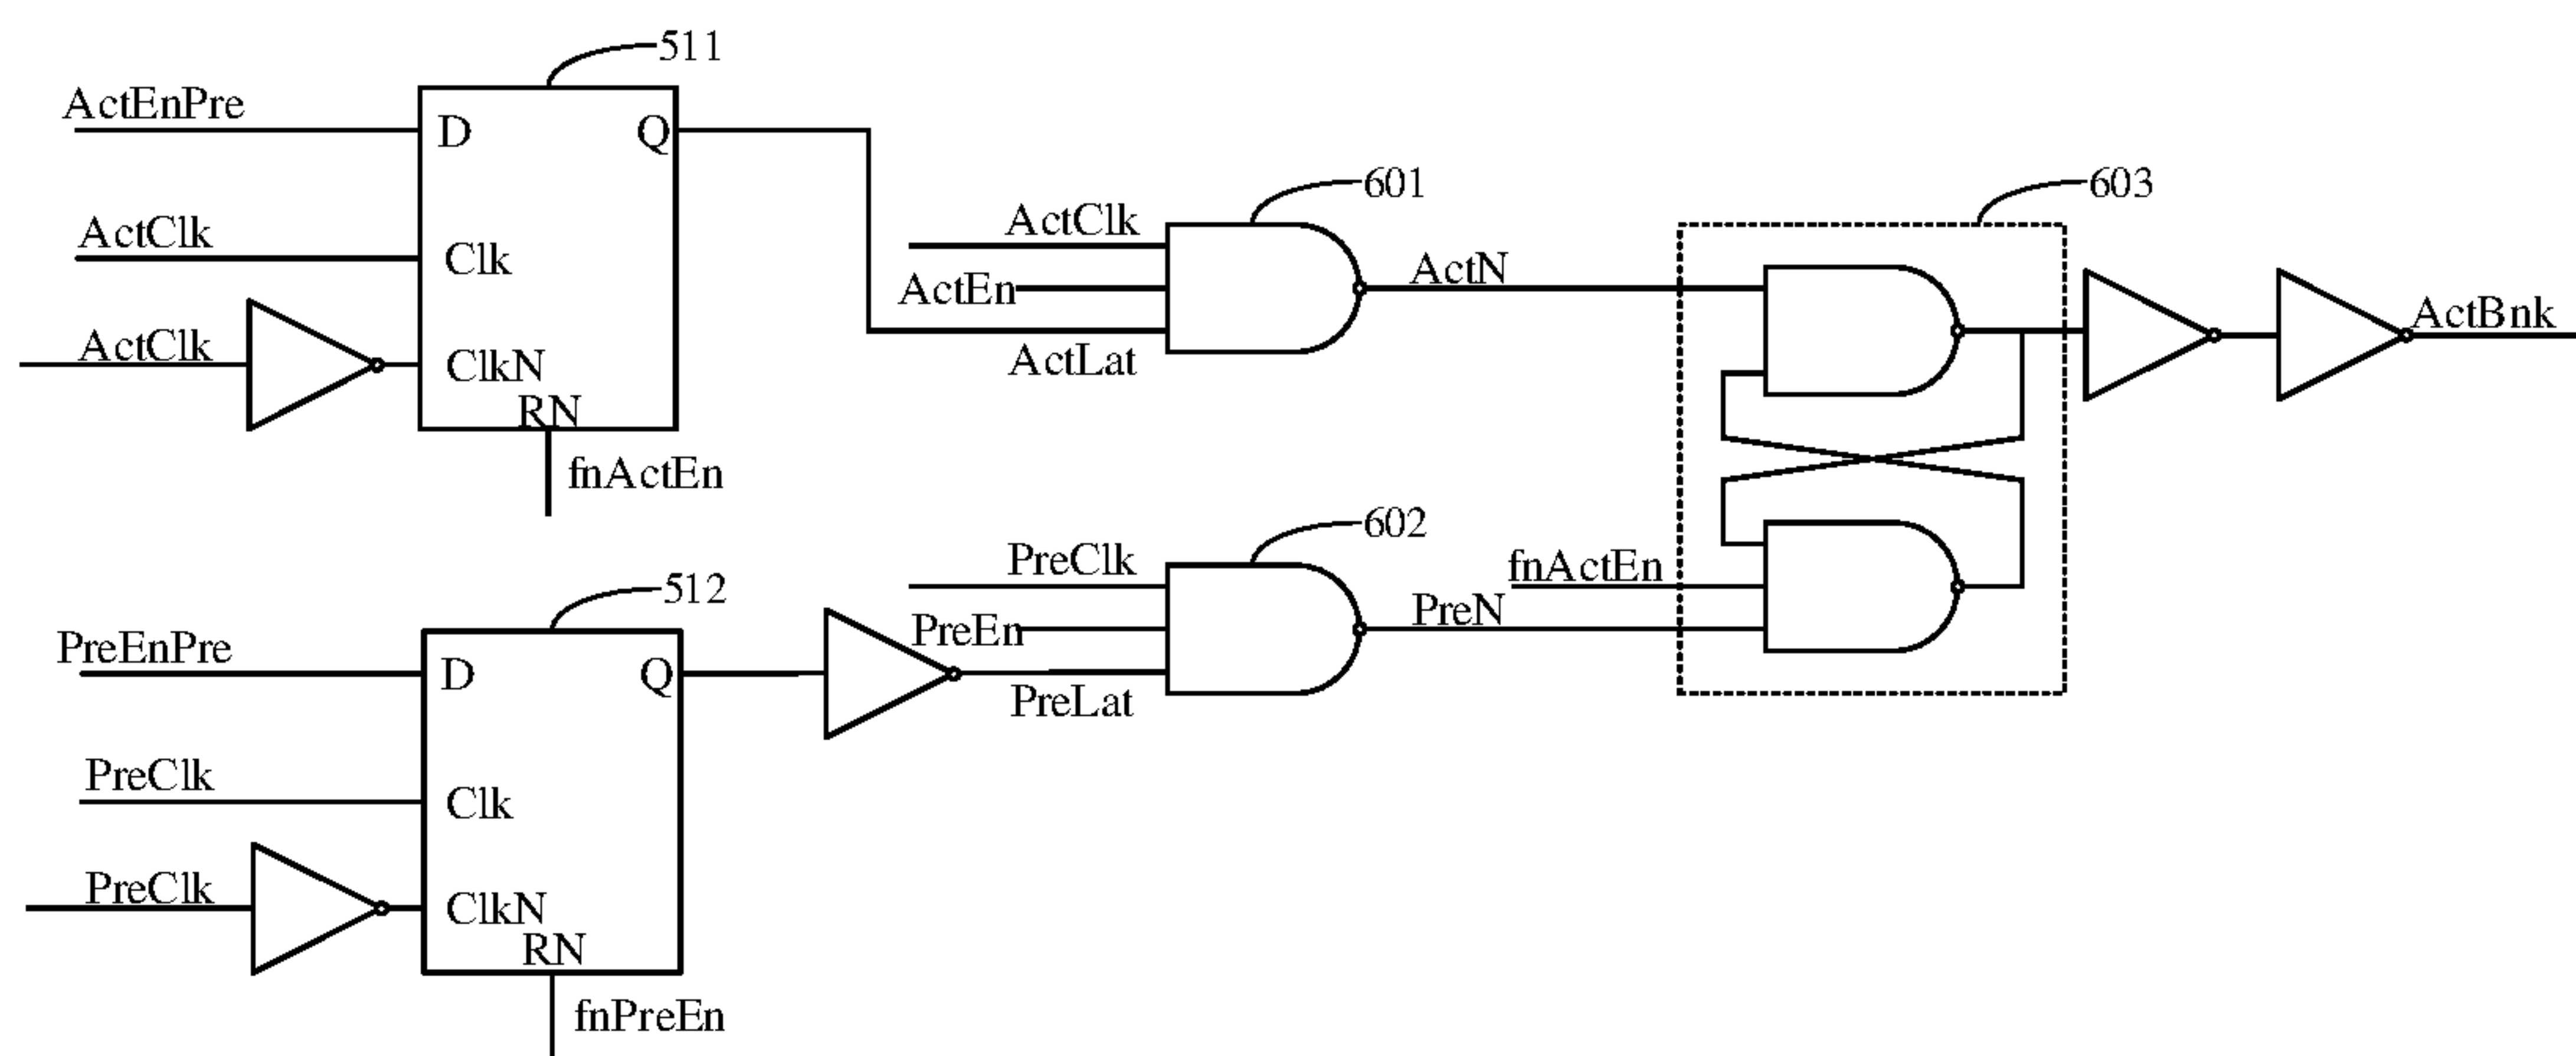 511
ActEnPre
D
Q
ActClk
Clk
ActClk
ClkN
RN
fnActEn
ActClk
601
ActEn
ActN
ActLat
603
ActBnk
PreClk
602
fnActEn
PreEn
PreN
PreLat
512
PreEnPre
D
Q
PreClk
Clk
PreClk
ClkN
RN
fnPreEn